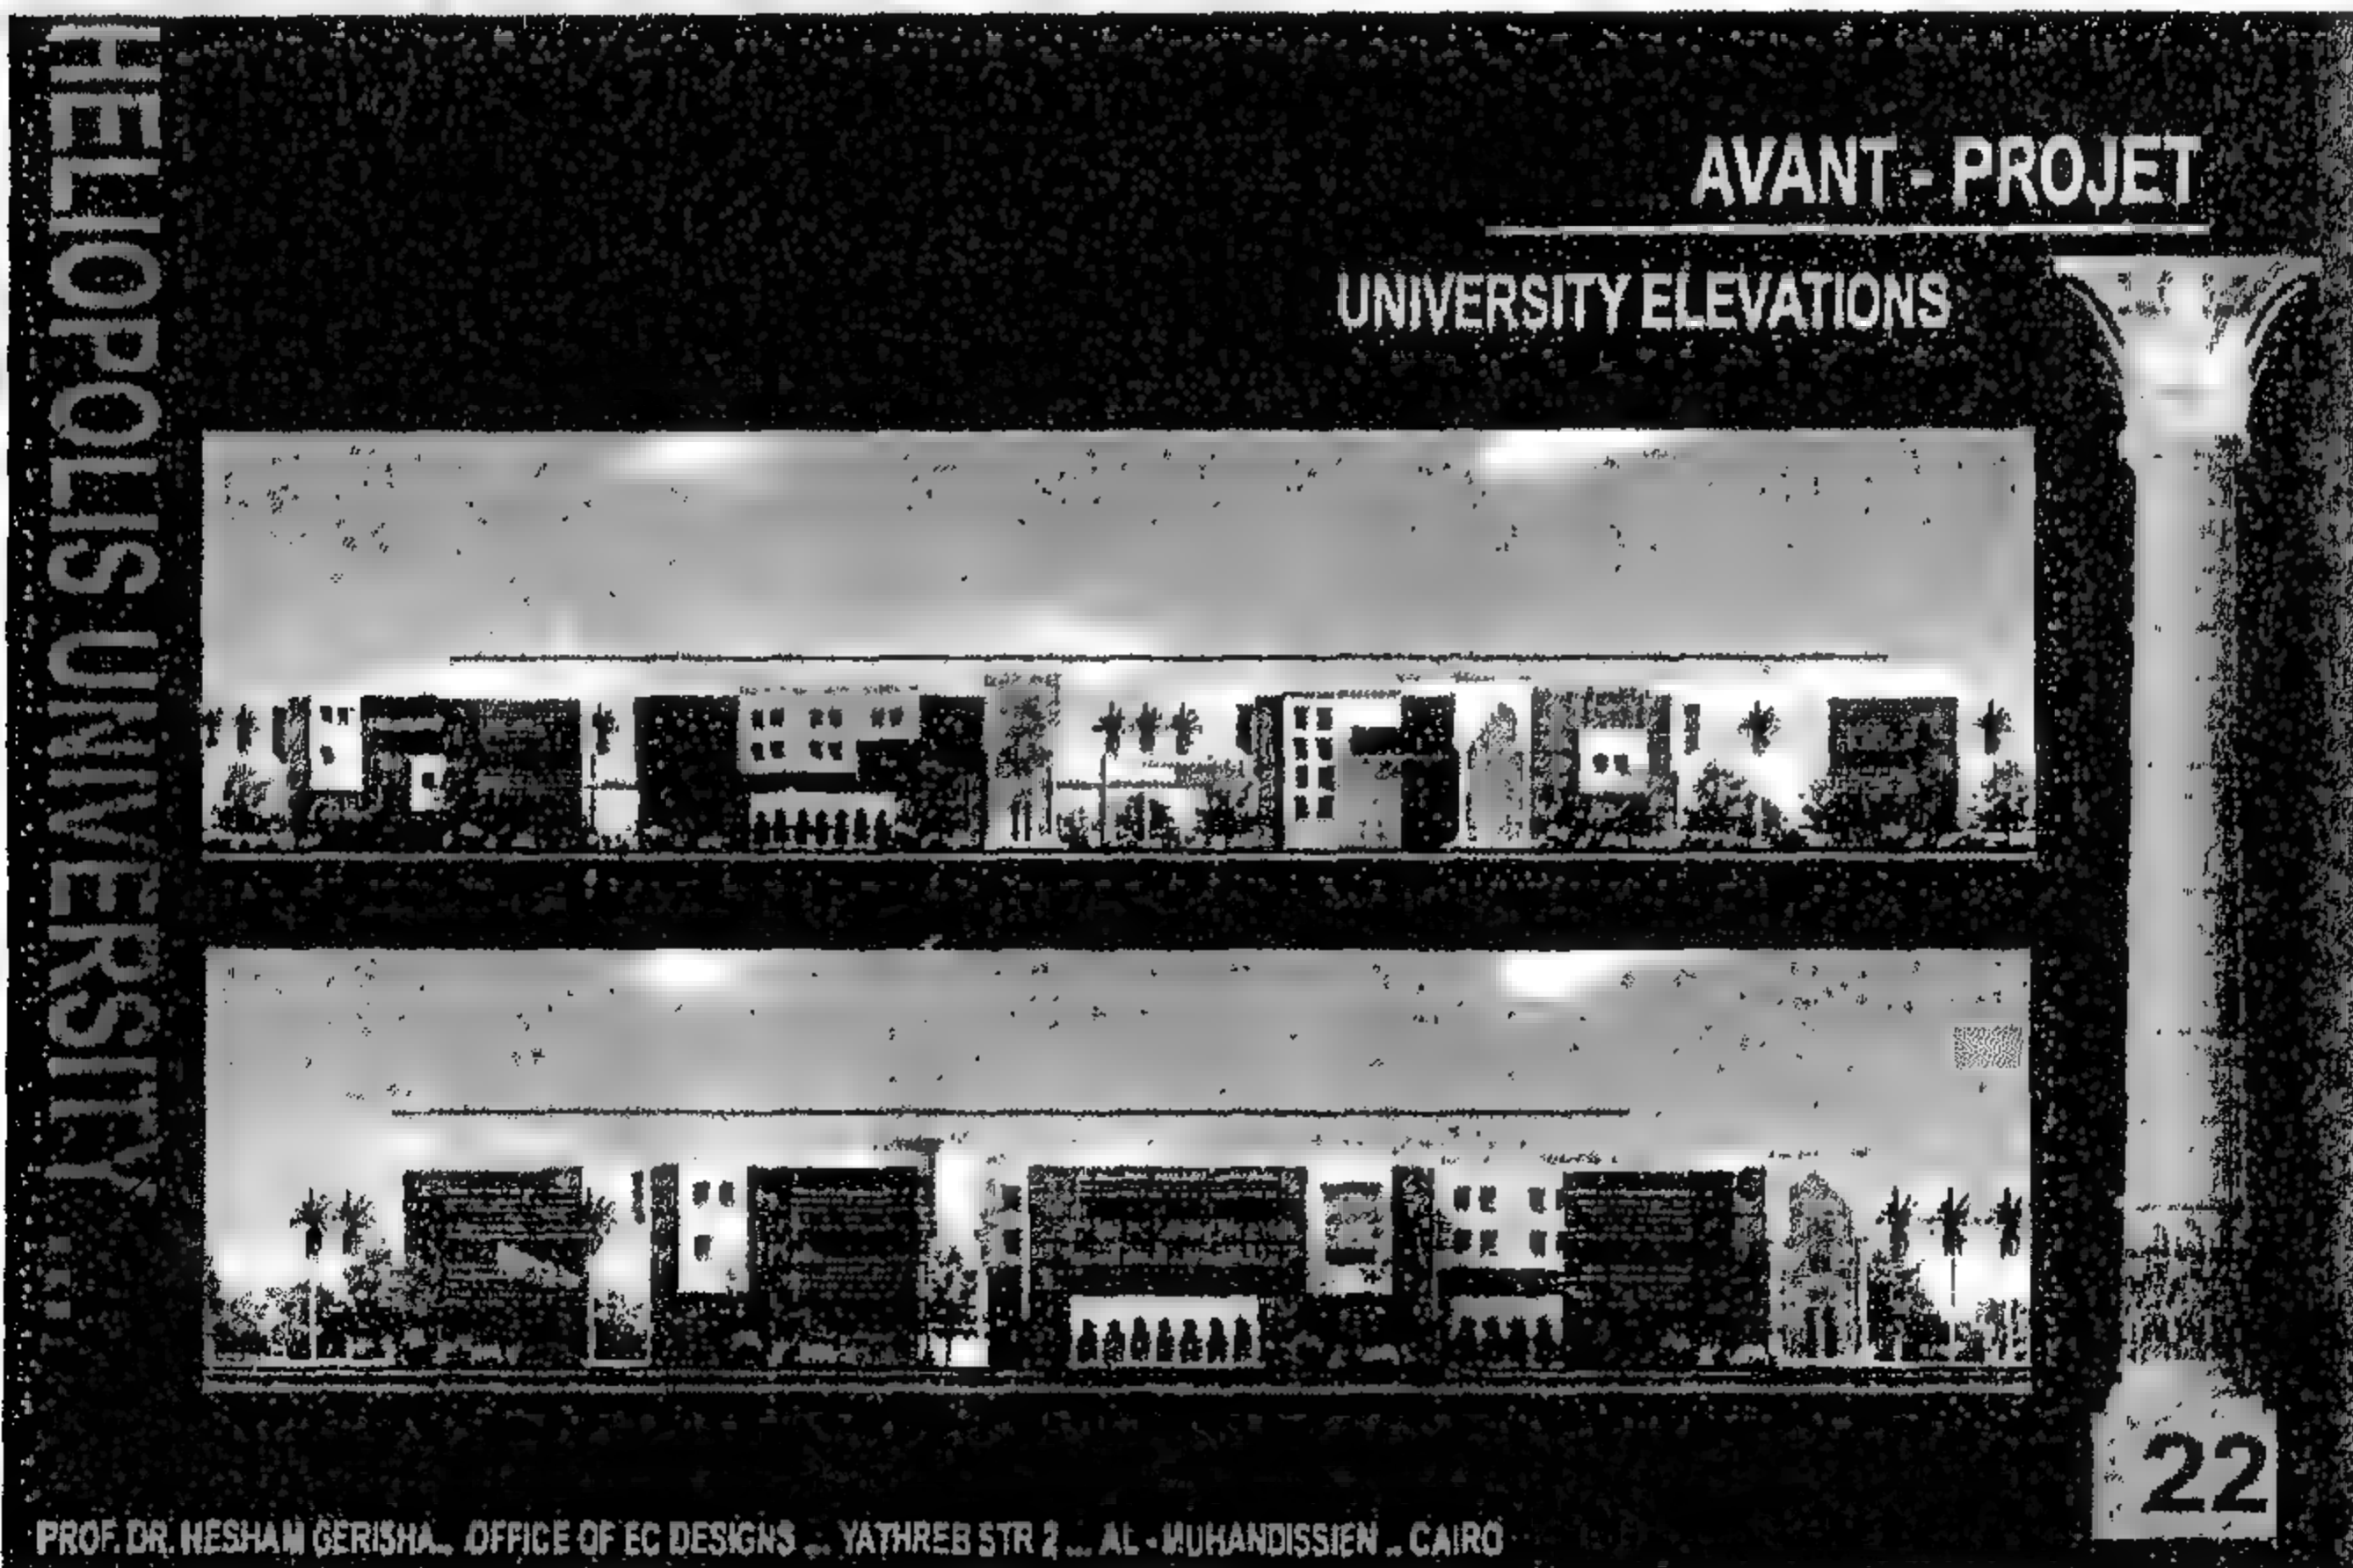 HELIOPOLIS UNIVERSITY...
AVANT - PROJET
UNIVERSITY ELEVATIONS
22
PROF. DR. HESHAM GERISHA... OFFICE OF EC DESIGNS ... YATHREB STR 2 ... AL - MUHANDISSIEN .. CAIRO